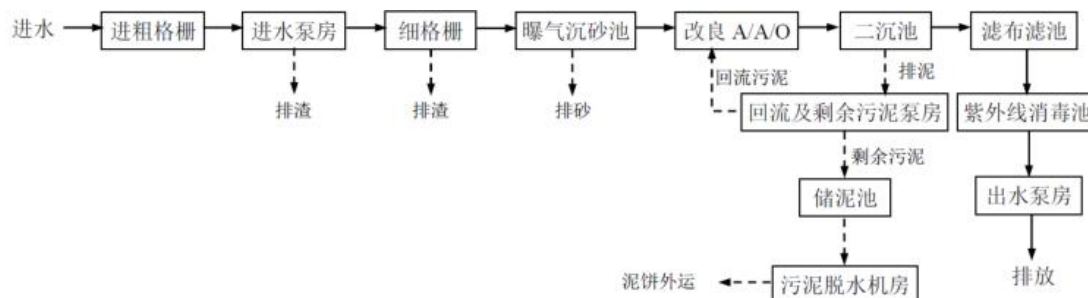 进水
进粗格栅
进水泵房
细格栅
曝气沉砂池
改良 A/A/O
二沉池
滤布滤池
回流污泥
排泥
排渣
排渣
排砂
回流及剩余污泥泵房
紫外线消毒池
剩余污泥
储泥池
出水泵房
泥饼外运
污泥脱水机房
排放